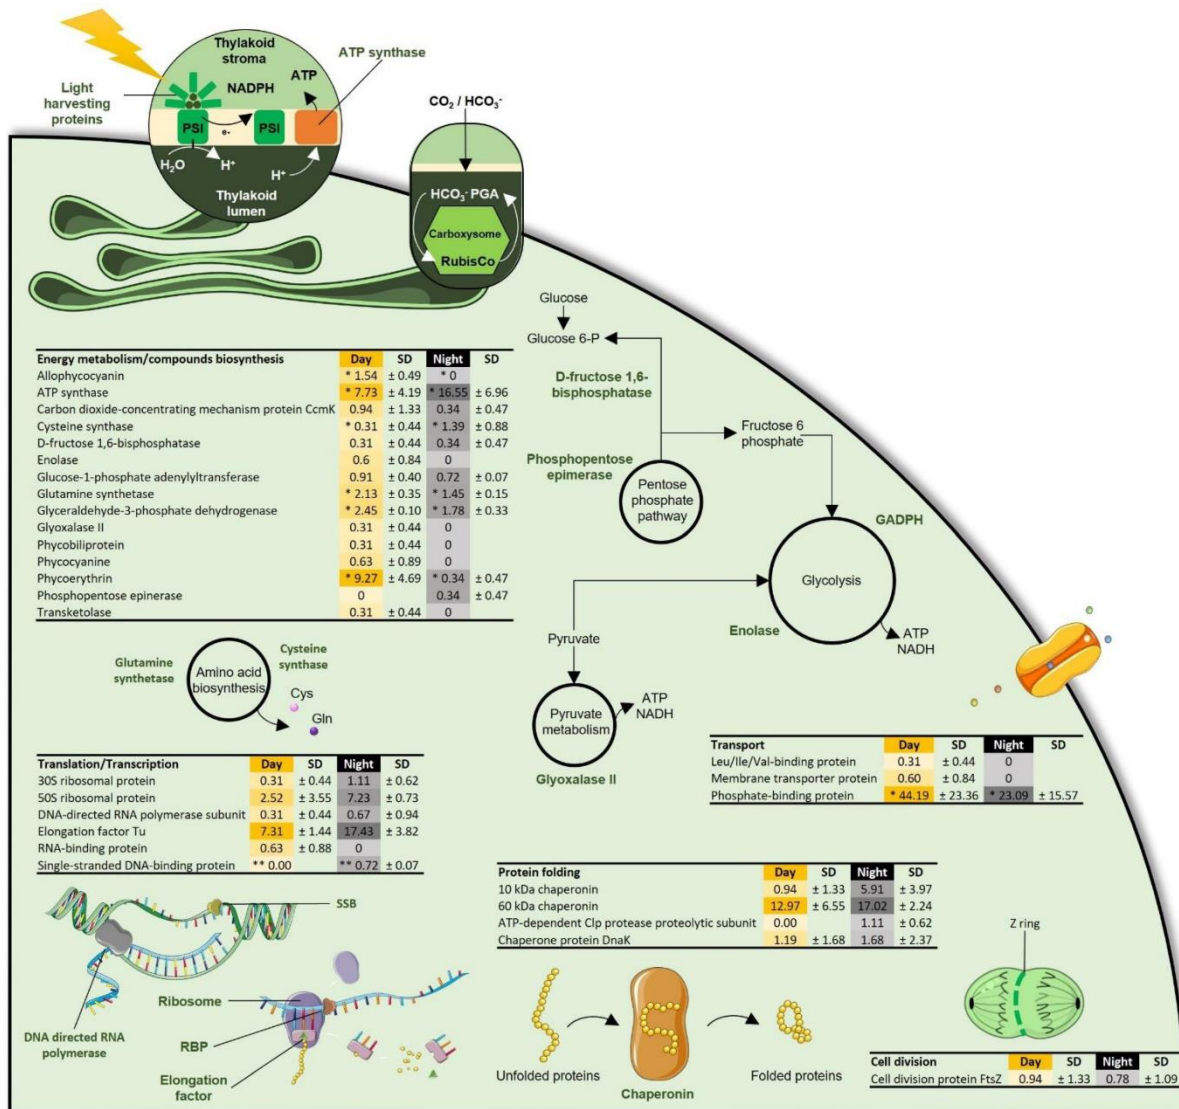 Thylakoid
stroma
ATP synthase
ATP
NADPH
Light
harvesting
proteins
PSI
e-
PSI
H₂O
H⁺
H⁺
Thylakoid
lumen
CO₂ / HCO₃⁻
HCO₃⁻ PGA
Carboxysome
RubisCo
Glucose
Glucose 6-P
D-fructose 1,6-
bisphosphatase
Fructose 6
phosphate
Phosphopentose
epimerase
Pentose
phosphate
pathway
GADPH
Glycolysis
Enolase
ATP
NADH
Pyruvate
Pyruvate
metabolism
ATP
NADH
Glyoxalase II
Energy metabolism/compounds biosynthesis Day SD Night SD
Allophycocyanin * 1.54 ± 0.49 * 0
ATP synthase * 7.73 ± 4.19 * 16.55 ± 6.96
Carbon dioxide-concentrating mechanism protein CcmK 0.94 ± 1.33 0.34 ± 0.47
Cysteine synthase * 0.31 ± 0.44 * 1.39 ± 0.88
D-fructose 1,6-bisphosphatase 0.31 ± 0.44 0.34 ± 0.47
Enolase 0.6 ± 0.84 0
Glucose-1-phosphate adenylyltransferase 0.91 ± 0.40 0.72 ± 0.07
Glutamine synthetase * 2.13 ± 0.35 * 1.45 ± 0.15
Glyceraldehyde-3-phosphate dehydrogenase * 2.45 ± 0.10 * 1.78 ± 0.33
Glyoxalase II 0.31 ± 0.44 0
Phycobiliprotein 0.31 ± 0.44 0
Phycocyanine 0.63 ± 0.89 0
Phycoerythrin * 9.27 ± 4.69 * 0.34 ± 0.47
Phosphopentose epinerase 0 0.34 ± 0.47
Transketolase 0.31 ± 0.44 0
Glutamine
synthetase
Amino acid
biosynthesis
Cysteine
synthase
Cys
Gln
Translation/Transcription Day SD Night SD
30S ribosomal protein 0.31 ± 0.44 1.11 ± 0.62
50S ribosomal protein 2.52 ± 3.55 7.23 ± 0.73
DNA-directed RNA polymerase subunit 0.31 ± 0.44 0.67 ± 0.94
Elongation factor Tu 7.31 ± 1.44 17.43 ± 3.82
RNA-binding protein 0.63 ± 0.88 0
Single-stranded DNA-binding protein ** 0.00 ** 0.72 ± 0.07
Transport Day SD Night SD
Leu/Ile/Val-binding protein 0.31 ± 0.44 0
Membrane transporter protein 0.60 ± 0.84 0
Phosphate-binding protein * 44.19 ± 23.36 * 23.09 ± 15.57
Protein folding Day SD Night SD
10 kDa chaperonin 0.94 ± 1.33 5.91 ± 3.97
60 kDa chaperonin 12.97 ± 6.55 17.02 ± 2.24
ATP-dependent Clp protease proteolytic subunit 0.00 1.11 ± 0.62
Chaperone protein DnaK 1.19 ± 1.68 1.68 ± 2.37
SSB
DNA directed RNA
polymerase
Ribosome
RBP
Elongation
factor
Unfolded proteins
Chaperonin
Folded proteins
Z ring
Cell division Day SD Night SD
Cell division protein FtsZ 0.94 ± 1.33 0.78 ± 1.09